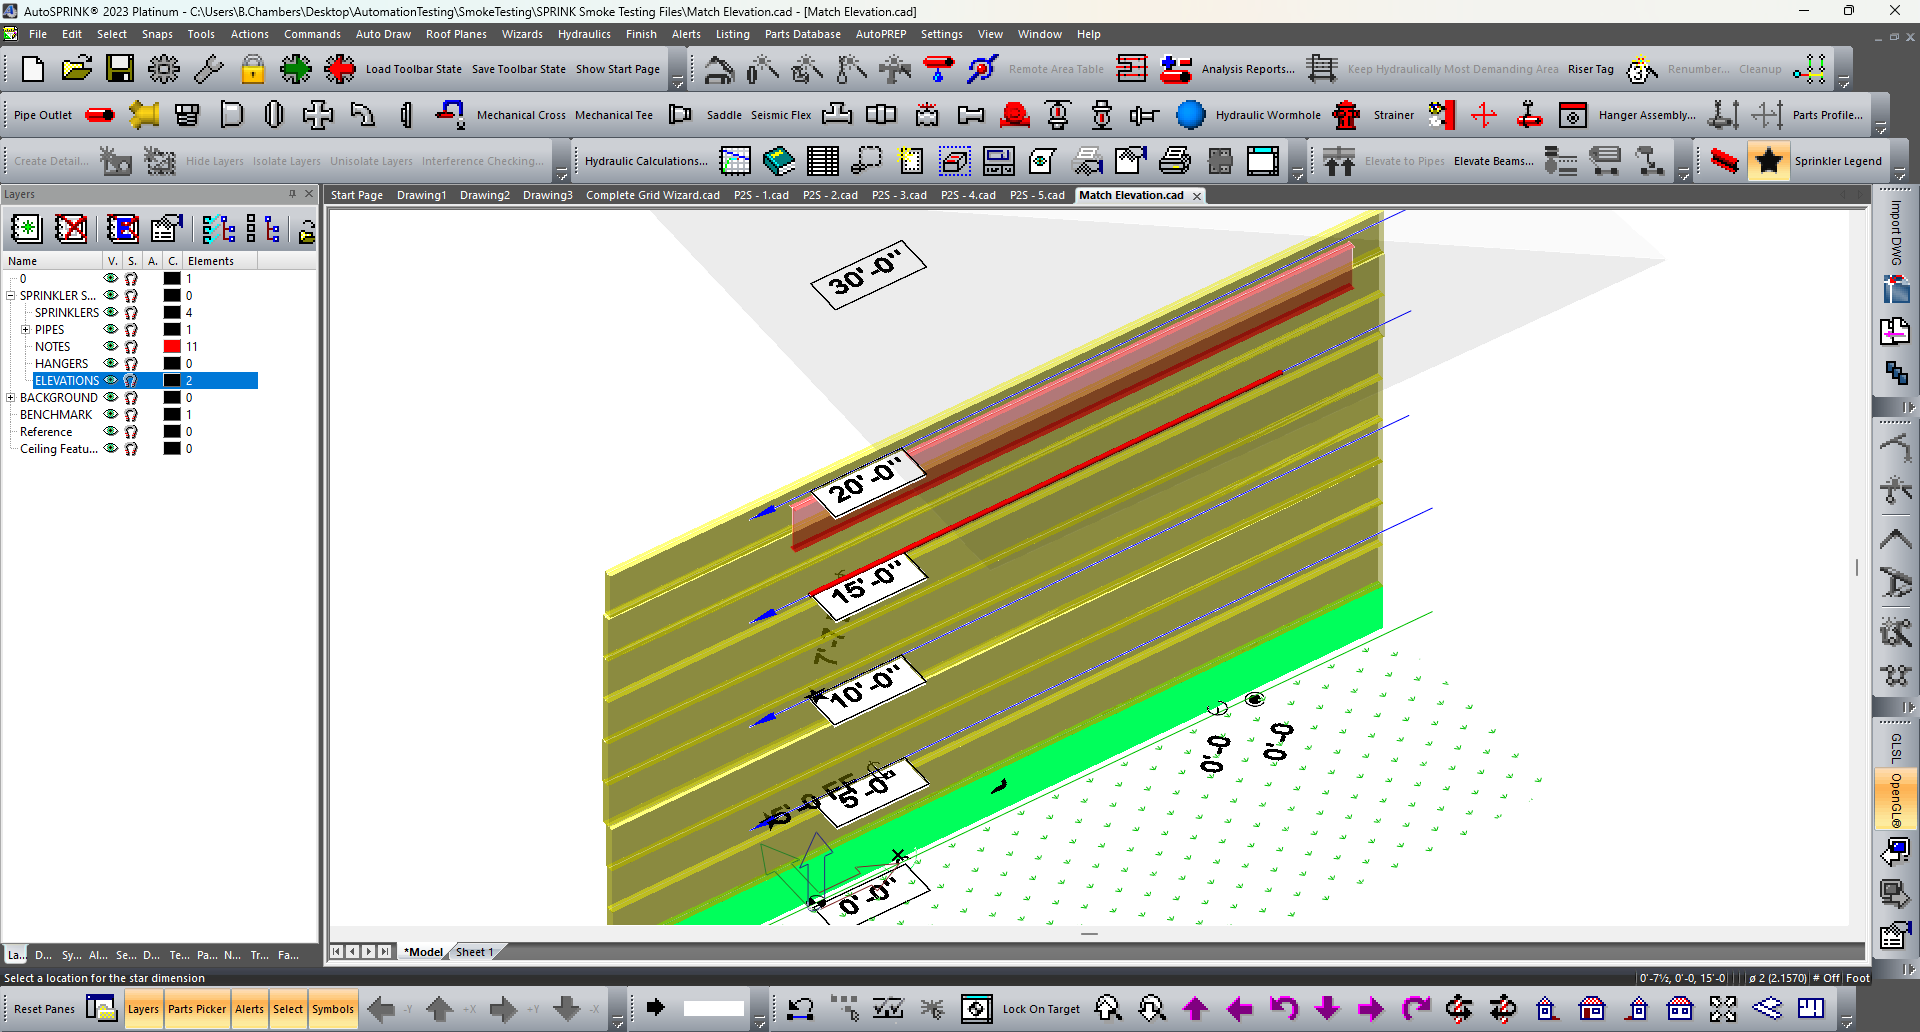 AutoSPRINK® 2023 Platinum - C:\Users\B.Chambers\Desktop\AutomationTesting\SmokeTesting\SPRINK Smoke Testing Files\Match Elevation.cad - [Match Elevation.cad]
File Edit Select Snaps Tools Actions Commands Auto Draw Roof Planes Wizards Hydraulics Finish Alerts Listing Parts Database AutoPREP Settings View Window Help
Load Toolbar State Save Toolbar State Show Start Page Remote Area Table Analysis Reports... Keep Hydraulically Most Demanding Area Riser Tag Renumber... Cleanup
Pipe Outlet Mechanical Cross Mechanical Tee Saddle Seismic Flex Hydraulic Wormhole Strainer Hanger Assembly... Parts Profile...
Create Detail... Hide Layers Isolate Layers Unisolate Layers Interference Checking... Hydraulic Calculations... Elevate to Pipes Elevate Beams... Sprinkler Legend
Layers
Start Page Drawing1 Drawing2 Drawing3 Complete Grid Wizard.cad P2S - 1.cad P2S - 2.cad P2S - 3.cad P2S - 4.cad P2S - 5.cad Match Elevation.cad
Name V. S. A. C. Elements
0 1
SPRINKLER S... 0
SPRINKLERS 4
PIPES 1
NOTES 11
HANGERS 0
ELEVATIONS 2
BACKGROUND 0
BENCHMARK 1
Reference 0
Ceiling Featu... 0
30'-0"
20'-0"
15'-0"
10'-0"
5'-0"
0'-0"
0'-0
0'-0
Import DWG
GLSL
OpenGL®
La... D... Sy... Al... Se... D... Te... Pa... N... Tr... Fa...
*Model Sheet 1
Select a location for the star dimension
0'-7½, 0'-0, 15'-0 ø 2 (2.1570) # Off Foot
Reset Panes Layers Parts Picker Alerts Select Symbols -Y +X +Y -X Lock On Target